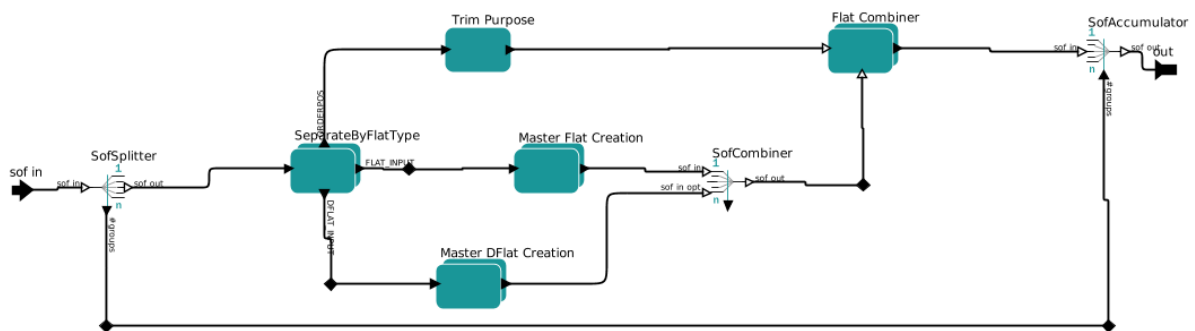 Trim Purpose
Flat Combiner
SofAccumulator
1
sof in
sof out
out
n
#groups
SeparateByFlatType
Master Flat Creation
SofCombiner
SofSplitter
sof in
1
sof in
sof out
n
#groups
FLAT_INPUT
DFLAT_INPUT
sof in
1
sof in opt
sof out
n
Master DFlat Creation